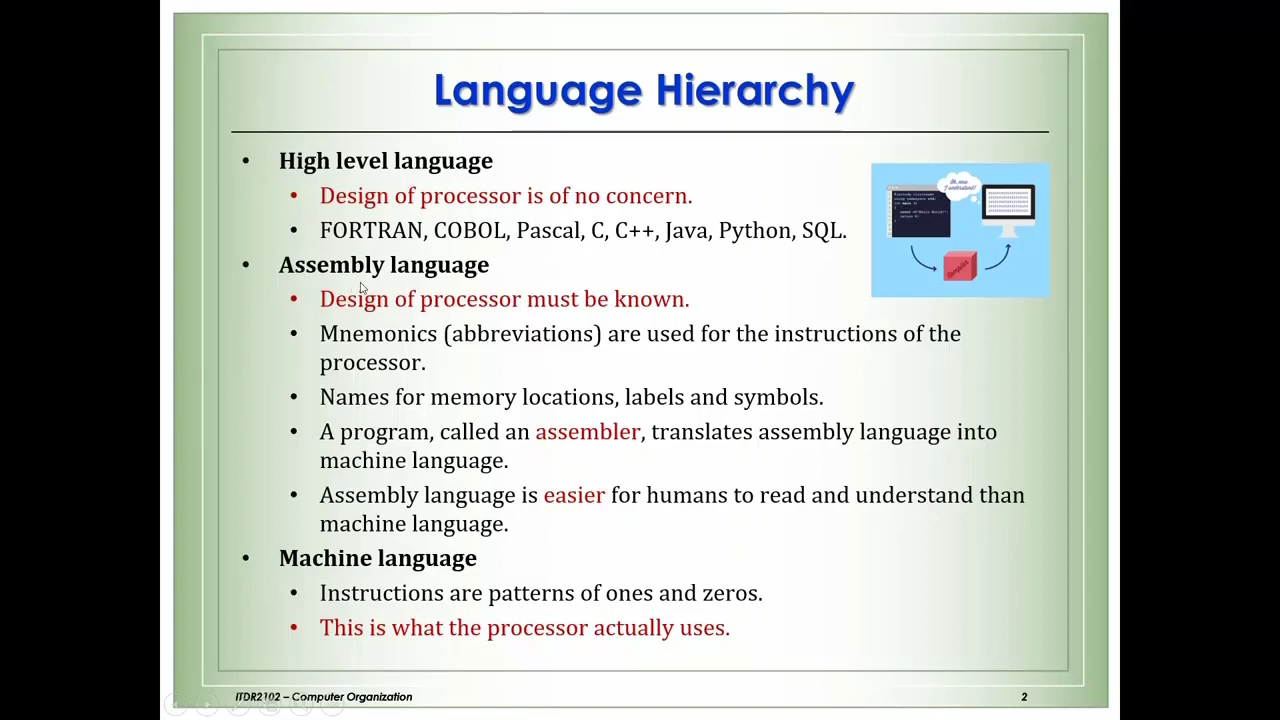 Language Hierarchy
• High level language
• Design of processor is of no concern.
• FORTRAN, COBOL, Pascal, C, C++, Java, Python, SQL.
• Assembly language
• Design of processor must be known.
• Mnemonics (abbreviations) are used for the instructions of the
processor.
• Names for memory locations, labels and symbols.
• A program, called an assembler, translates assembly language into
machine language.
• Assembly language is easier for humans to read and understand than
machine language.
• Machine language
• Instructions are patterns of ones and zeros.
• This is what the processor actually uses.
ITDR2102 – Computer Organization
2